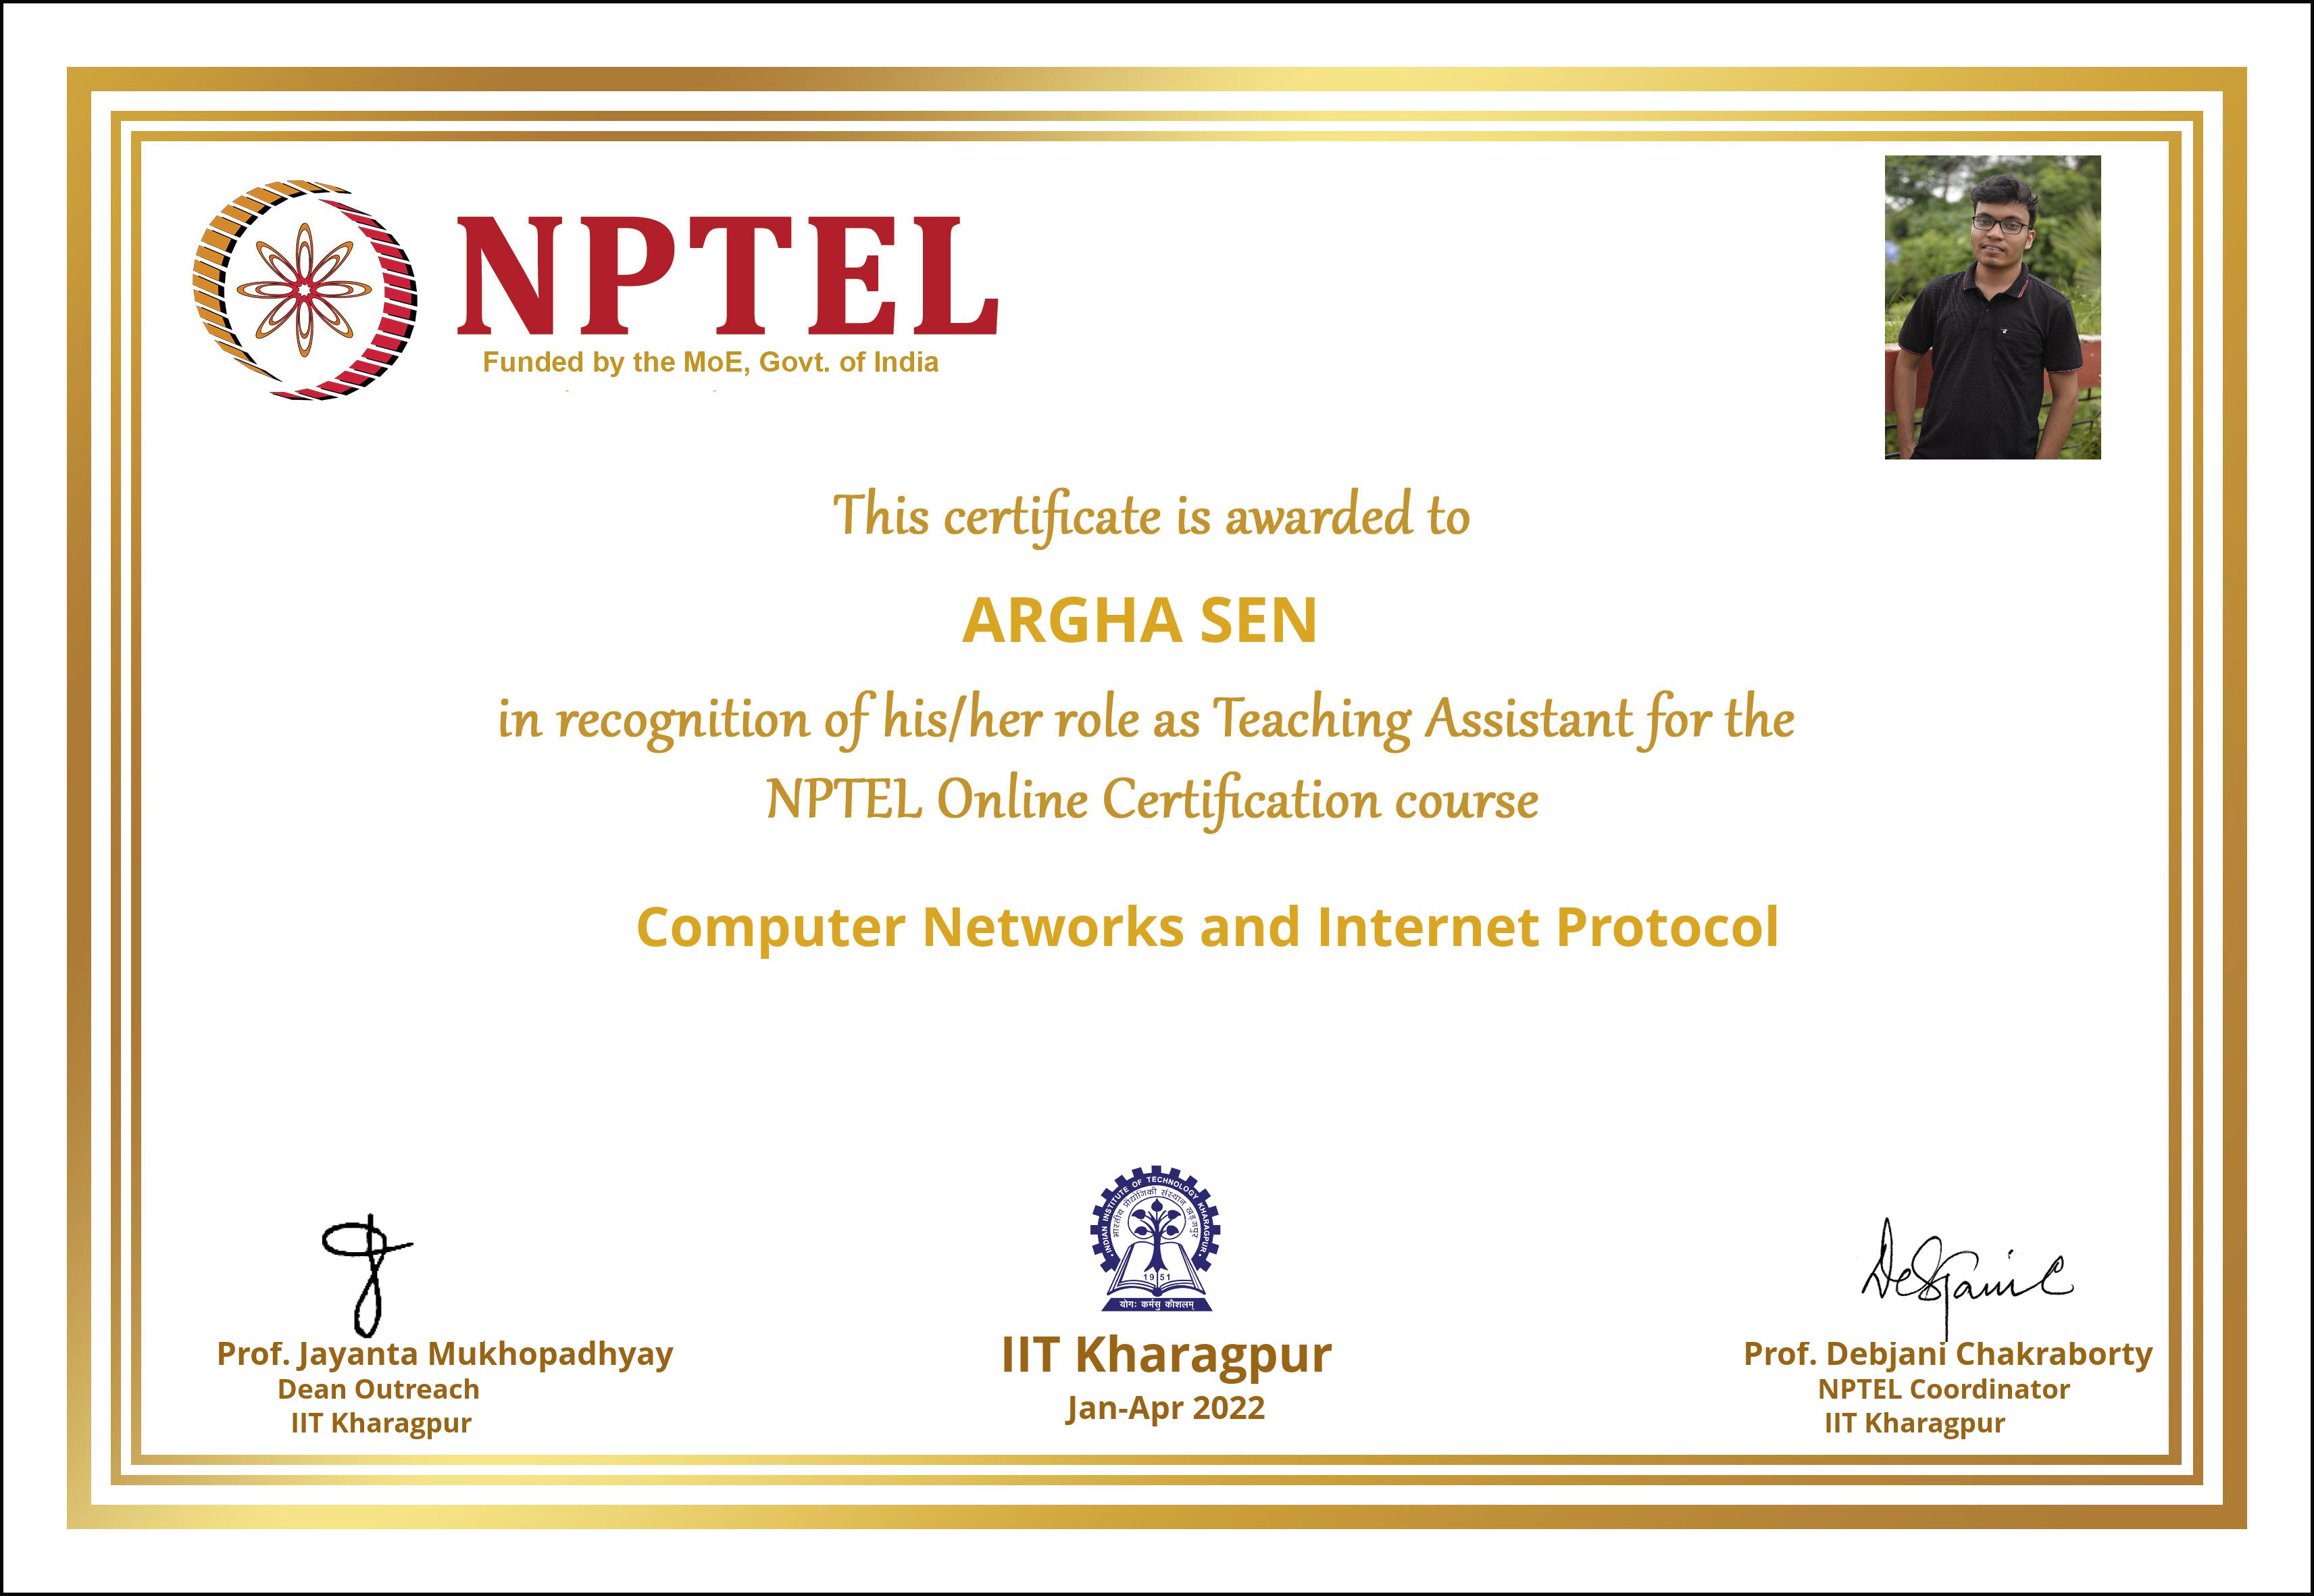 NPTEL
Funded by the MoE, Govt. of India
This certificate is awarded to
ARGHA SEN
in recognition of his/her role as Teaching Assistant for the
NPTEL Online Certification course
Computer Networks and Internet Protocol
INDIAN INSTITUTE OF TECHNOLOGY KHARAGPUR
भारतीय प्रौद्योगिकी संस्थान खड़गपुर
1951
योगः कर्मसु कौशलम्
Prof. Jayanta Mukhopadhyay
Dean Outreach
IIT Kharagpur
IIT Kharagpur
Jan-Apr 2022
Prof. Debjani Chakraborty
NPTEL Coordinator
IIT Kharagpur